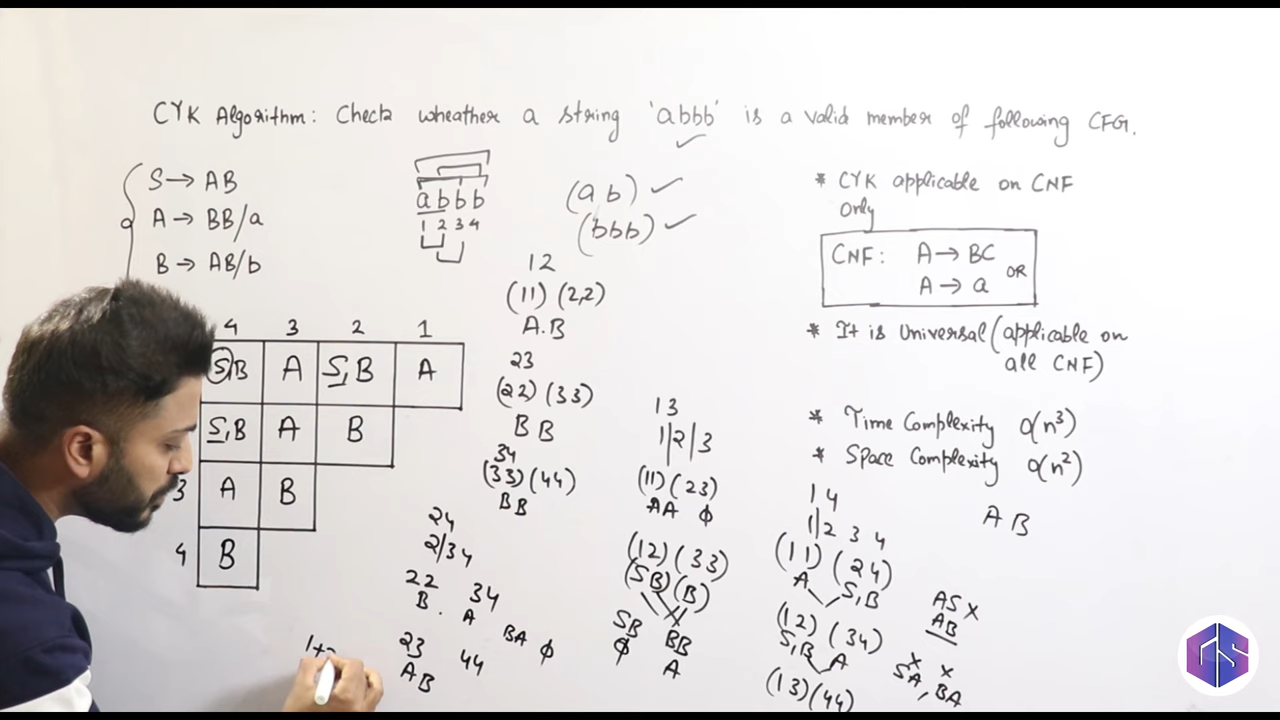 CYK Algorithm: Check wheather a string 'abbb' is a valid member of following CFG.
S → AB
A → BB/a
B → AB/b
abbb
1 2 3 4
(ab)
(bbb)
* CYK applicable on CNF
only
CNF: A → BC
OR
A → a
* It is Universal (applicable on
all CNF)
* Time Complexity O(n³)
* Space Complexity O(n²)
4 3 2 1
S,B A S,B A
S,B A B
3 A B
4 B
12
(11) (2,2)
A.B
23
(22) (33)
B B
34
(33) (44)
B B
24
2/34
22 34
B . A
BA ϕ
23 44
AB
13
1|2|3
(11) (23)
AA ϕ
(12) (33)
(SB) (B)
SB BB
ϕ A
14
1|2 3 4
(11) (24)
A S,B
(12) (34)
S,B A
(13) (44)
AB
AS X
AB
X X
SA, BA